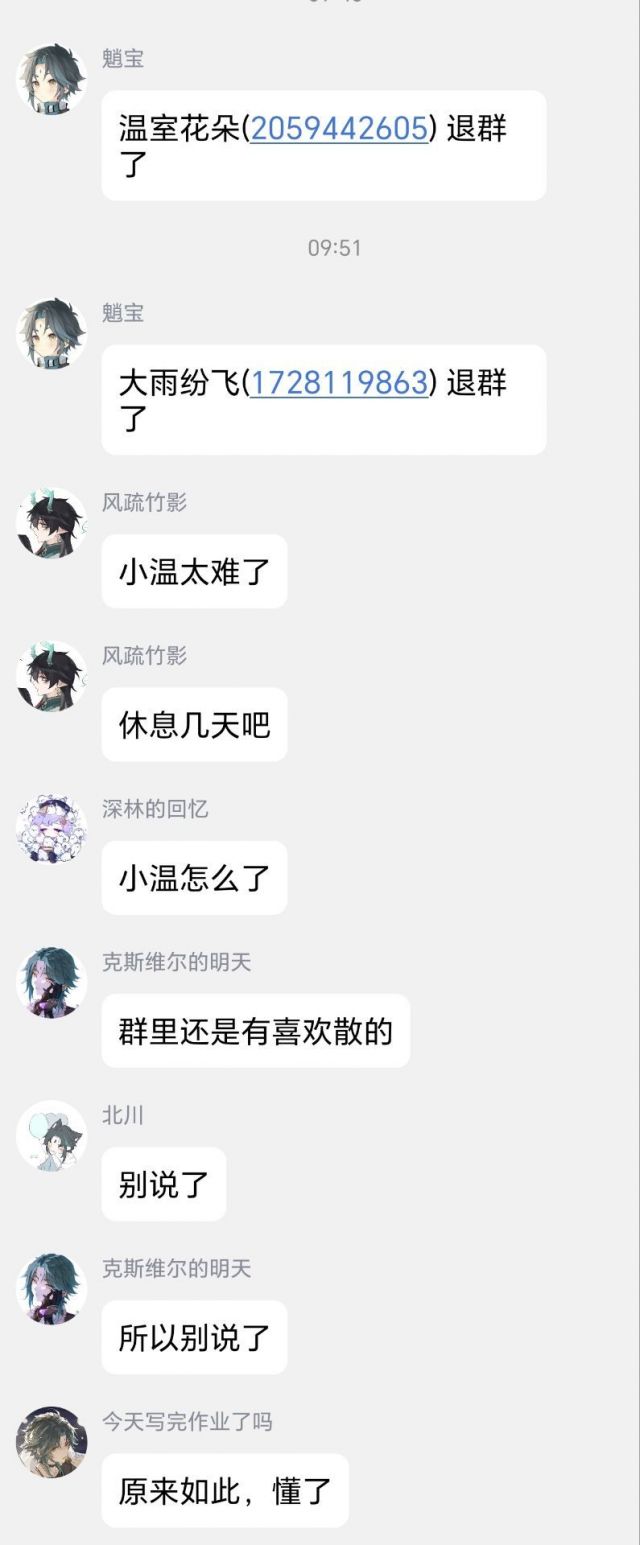 魈宝
温室花朵(2059442605) 退群
了
09:51
魈宝
大雨纷飞(1728119863) 退群
了
风疏竹影
小温太难了
风疏竹影
休息几天吧
深林的回忆
小温怎么了
克斯维尔的明天
群里还是有喜欢散的
北川
别说了
克斯维尔的明天
所以别说了
今天写完作业了吗
原来如此，懂了